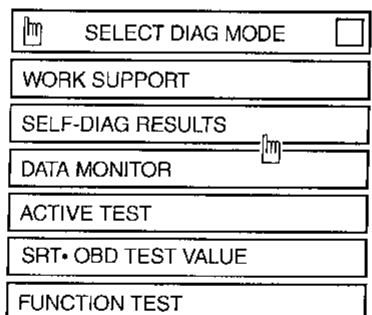 SELECT DIAG MODE
WORK SUPPORT
SELF-DIAG RESULTS
DATA MONITOR
ACTIVE TEST
SRT• OBD TEST VALUE
FUNCTION TEST